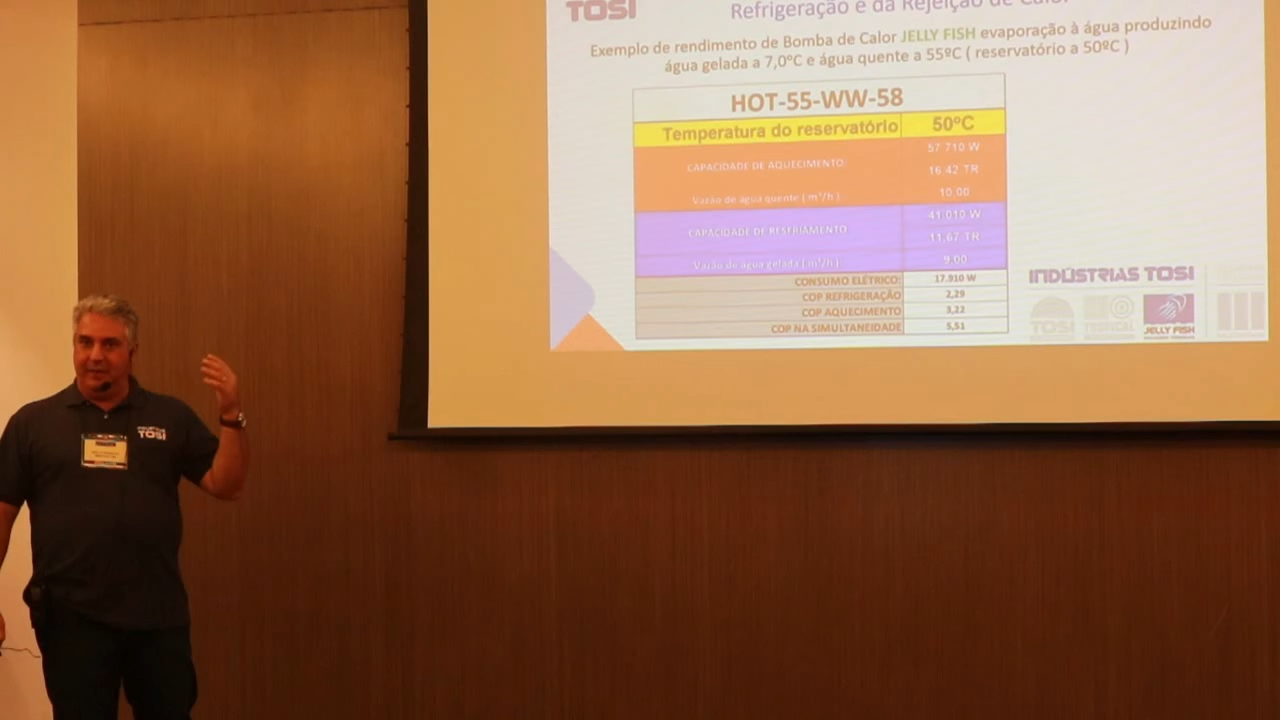 TOSI
Refrigeração e da Rejeição de Calor
Exemplo de rendimento de Bomba de Calor JELLY FISH evaporação à água produzindo
água gelada a 7,0ºC e água quente a 55ºC ( reservatório a 50ºC )
HOT-55-WW-58
Temperatura do reservatório 50ºC
CAPACIDADE DE AQUECIMENTO: 57.710 W
16,42 TR
Vazão de água quente ( m³/h ) 10,00
CAPACIDADE DE RESFRIAMENTO 41.010 W
11,67 TR
Vazão de água gelada ( m³/h ) 9,00
CONSUMO ELÉTRICO: 17.910 W
COP REFRIGERAÇÃO 2,29
COP AQUECIMENTO 3,22
COP NA SIMULTANEIDADE 5,51
INDÚSTRIAS TOSI
TOSI
TROPICAL
JELLY FISH
TOSI